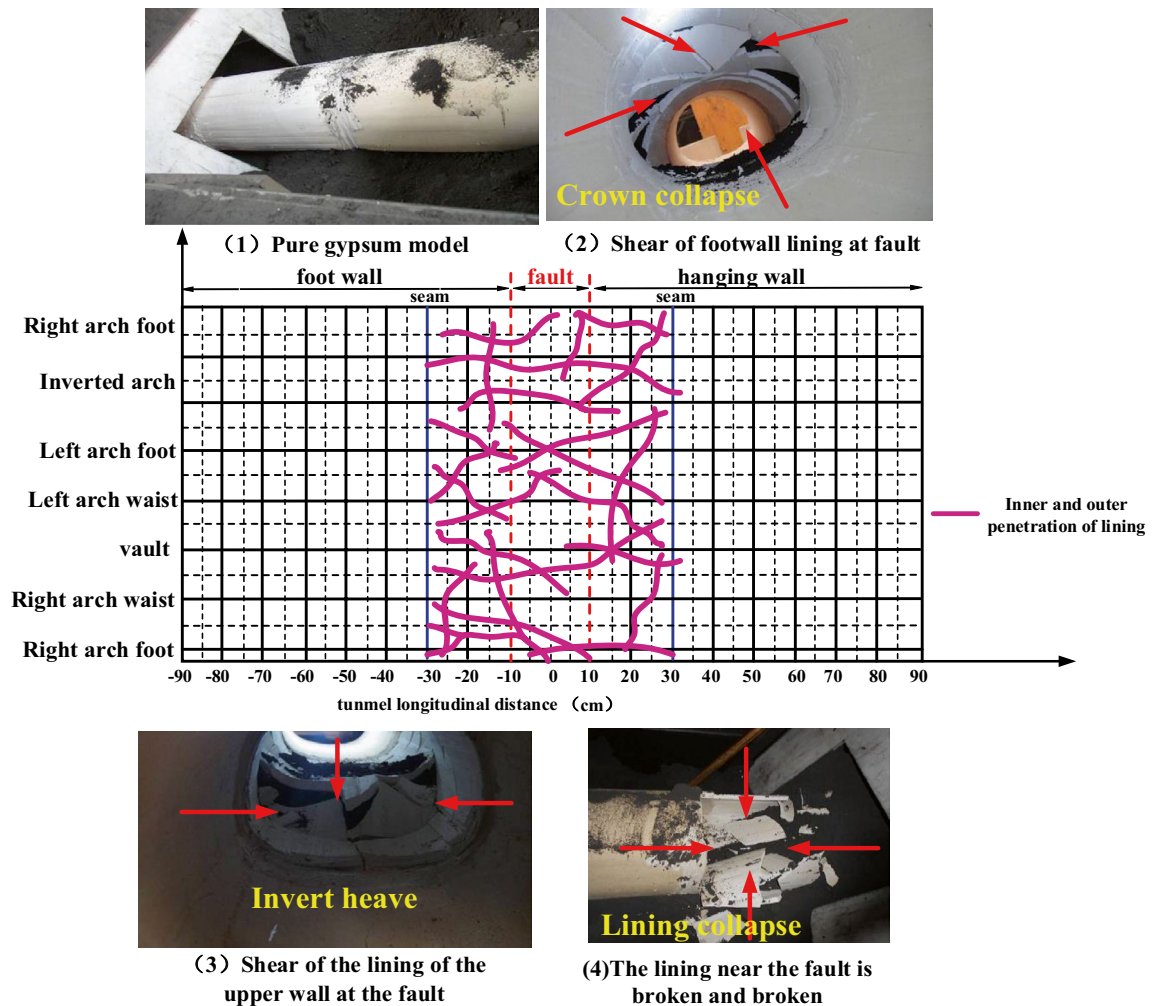 Crown collapse
（1）Pure gypsum model
（2）Shear of footwall lining at fault
foot wall
fault
hanging wall
seam
seam
Right arch foot
Inverted arch
Left arch foot
Left arch waist
vault
Right arch waist
Right arch foot
Inner and outer
penetration of lining
-90 -80 -70 -60 -50 -40 -30 -20 -10 0 10 20 30 40 50 60 70 80 90
tunmel longitudinal distance （cm）
Invert heave
Lining collapse
（3）Shear of the lining of the
upper wall at the fault
(4)The lining near the fault is
broken and broken